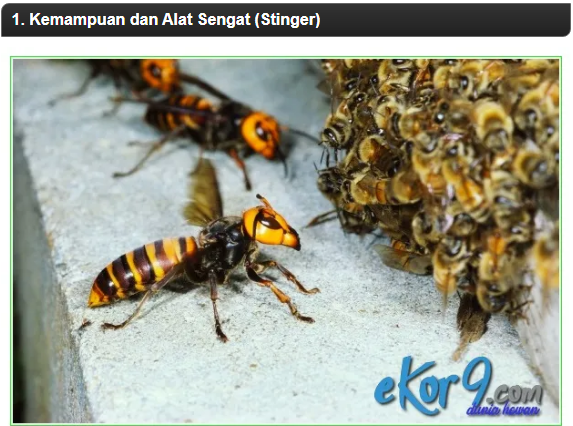 1. Kemampuan dan Alat Sengat (Stinger)
eKor9.com
dunia hewan